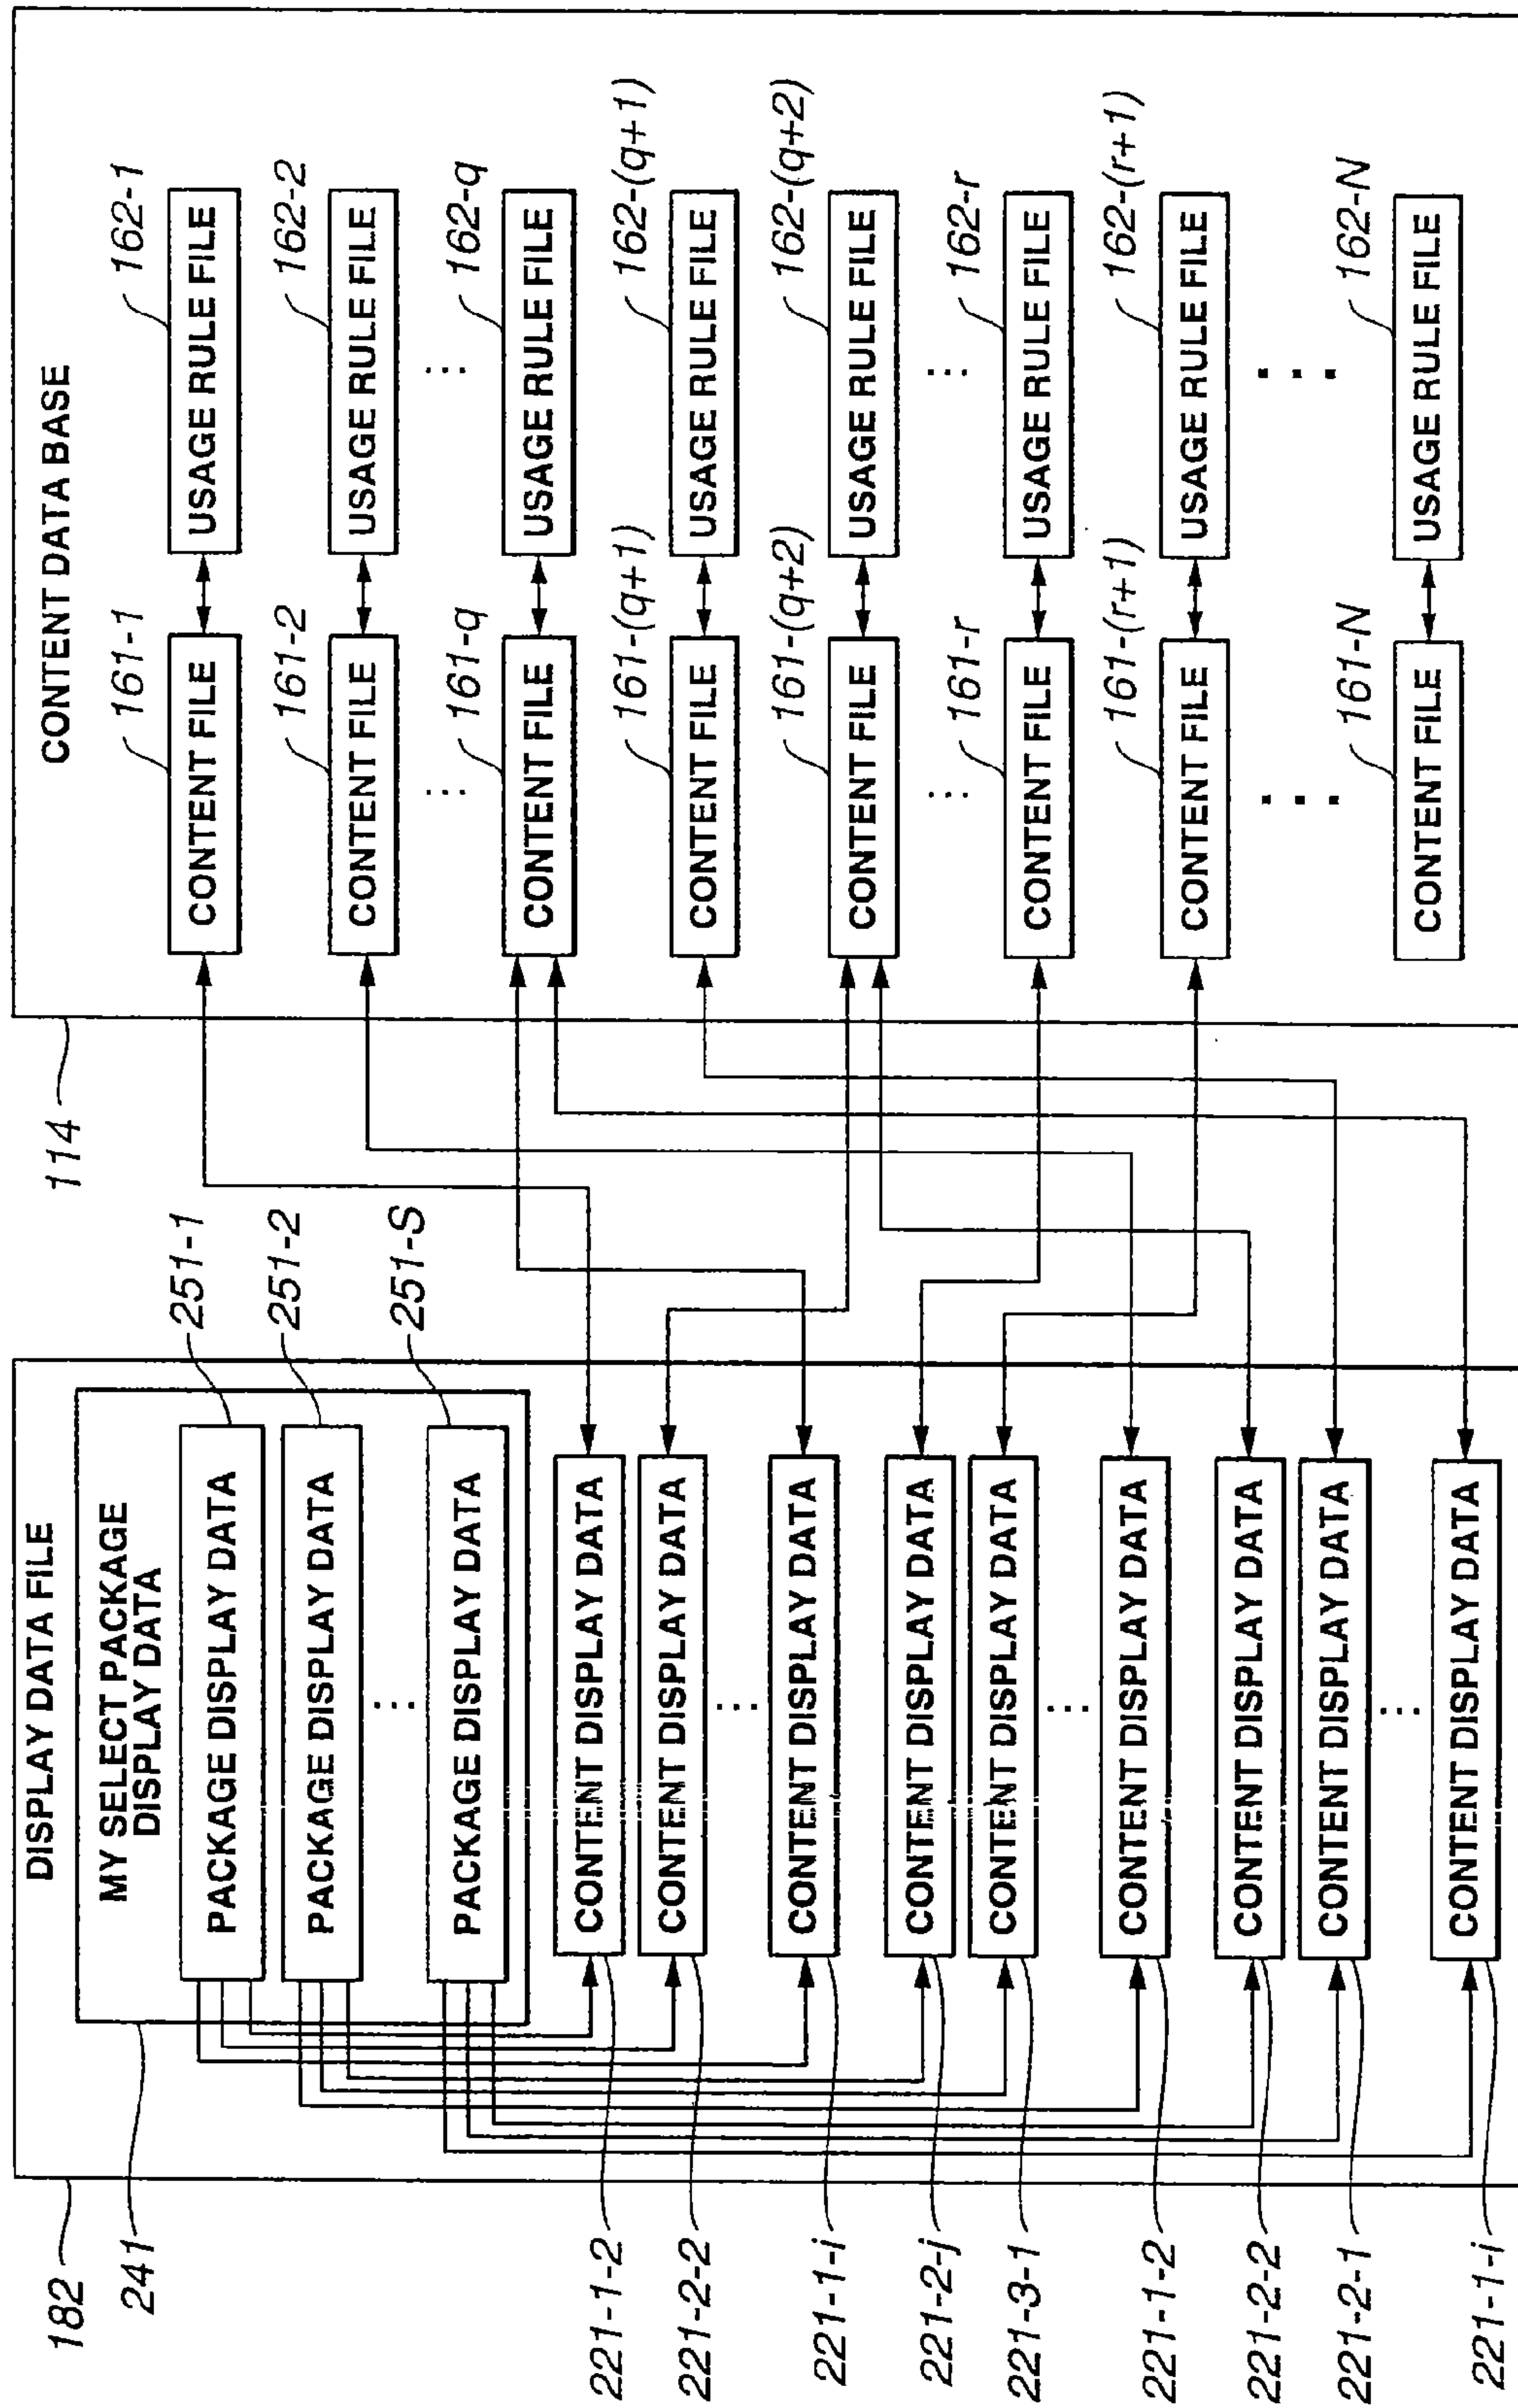 DISPLAY DATA FILE
MY SELECT PACKAGE
DISPLAY DATA
PACKAGE DISPLAY DATA
PACKAGE DISPLAY DATA
...
PACKAGE DISPLAY DATA
CONTENT DISPLAY DATA
CONTENT DISPLAY DATA
...
CONTENT DISPLAY DATA
CONTENT DISPLAY DATA
CONTENT DISPLAY DATA
...
CONTENT DISPLAY DATA
CONTENT DISPLAY DATA
CONTENT DISPLAY DATA
...
CONTENT DISPLAY DATA
182
241
221-1-2
221-2-2
221-1-i
221-2-j
221-3-1
221-1-2
221-2-2
221-2-1
221-1-i
251-1
251-2
251-S
114
CONTENT DATA BASE
161-1
162-1
CONTENT FILE
USAGE RULE FILE
161-2
162-2
CONTENT FILE
USAGE RULE FILE
...
...
161-q
162-q
CONTENT FILE
USAGE RULE FILE
161-(q+1)
162-(q+1)
CONTENT FILE
USAGE RULE FILE
161-(q+2)
162-(q+2)
CONTENT FILE
USAGE RULE FILE
...
...
161-r
162-r
CONTENT FILE
USAGE RULE FILE
161-(r+1)
162-(r+1)
CONTENT FILE
USAGE RULE FILE
...
...
161-N
162-N
CONTENT FILE
USAGE RULE FILE